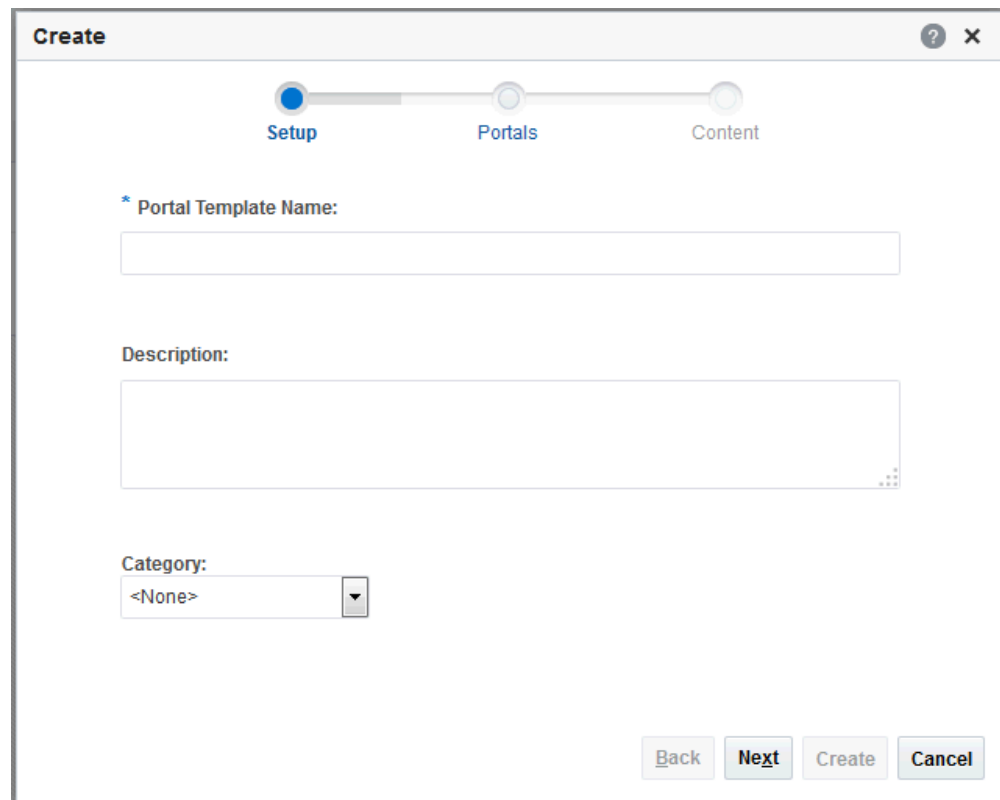 Create ?
Setup Portals Content
* Portal Template Name:
Description:
Category:
<None>
Back Next Create Cancel